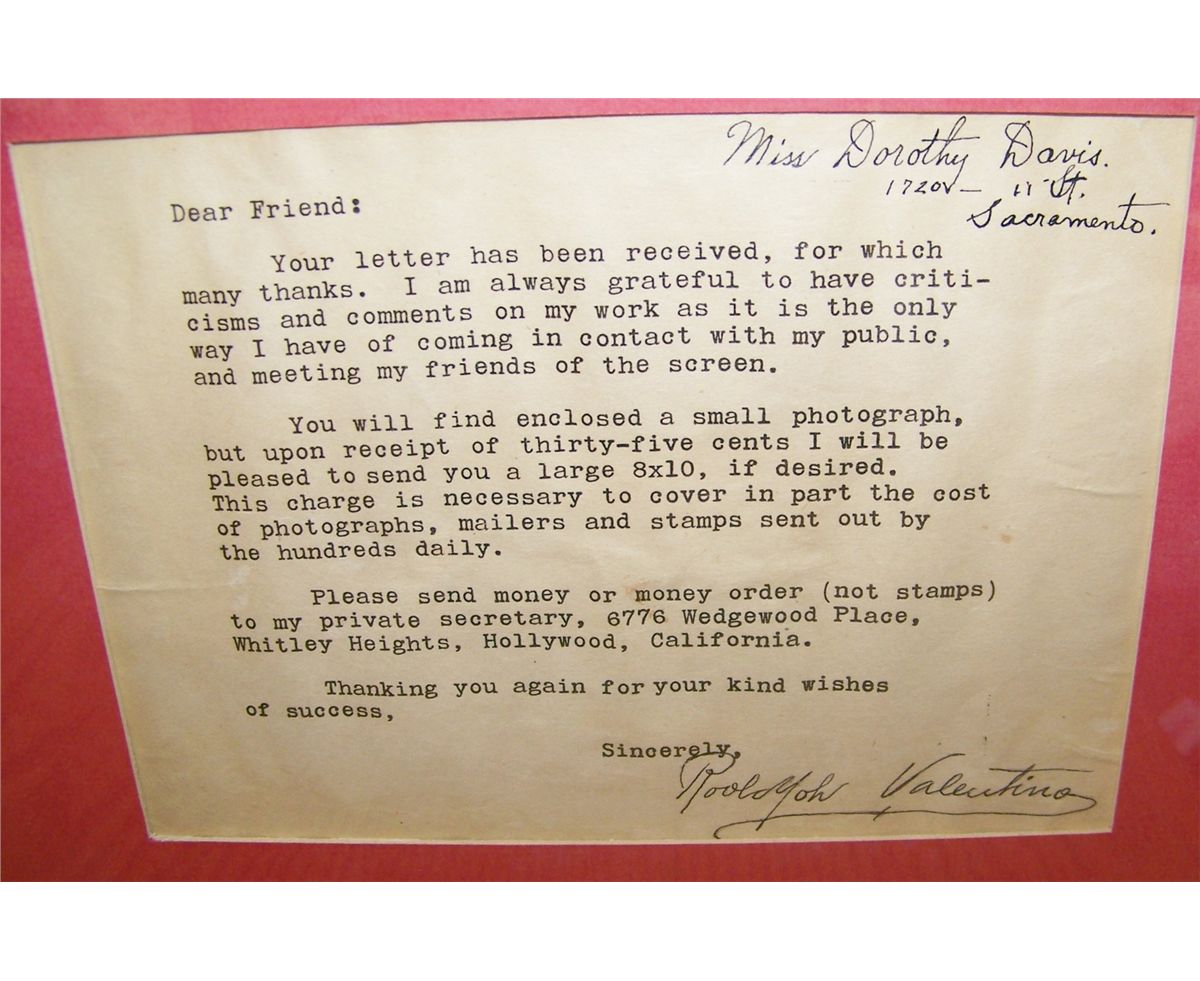 Miss Dorothy Davis.
11 St.
Sacramento.
Dear Friend:
Your letter has been received, for which
many thanks. I am always grateful to have criti-
cisms and comments on my work as it is the only
way I have of coming in contact with my public,
and meeting my friends of the screen.
You will find enclosed a small photograph,
but upon receipt of thirty-five cents I will be
pleased to send you a large 8x10, if desired.
This charge is necessary to cover in part the cost
of photographs, mailers and stamps sent out by
the hundreds daily.
Please send money or money order (not stamps)
to my private secretary, 6776 Wedgewood Place,
Whitley Heights, Hollywood, California.
Thanking you again for your kind wishes
of success,
Sincerely,
Rodolph Valentino